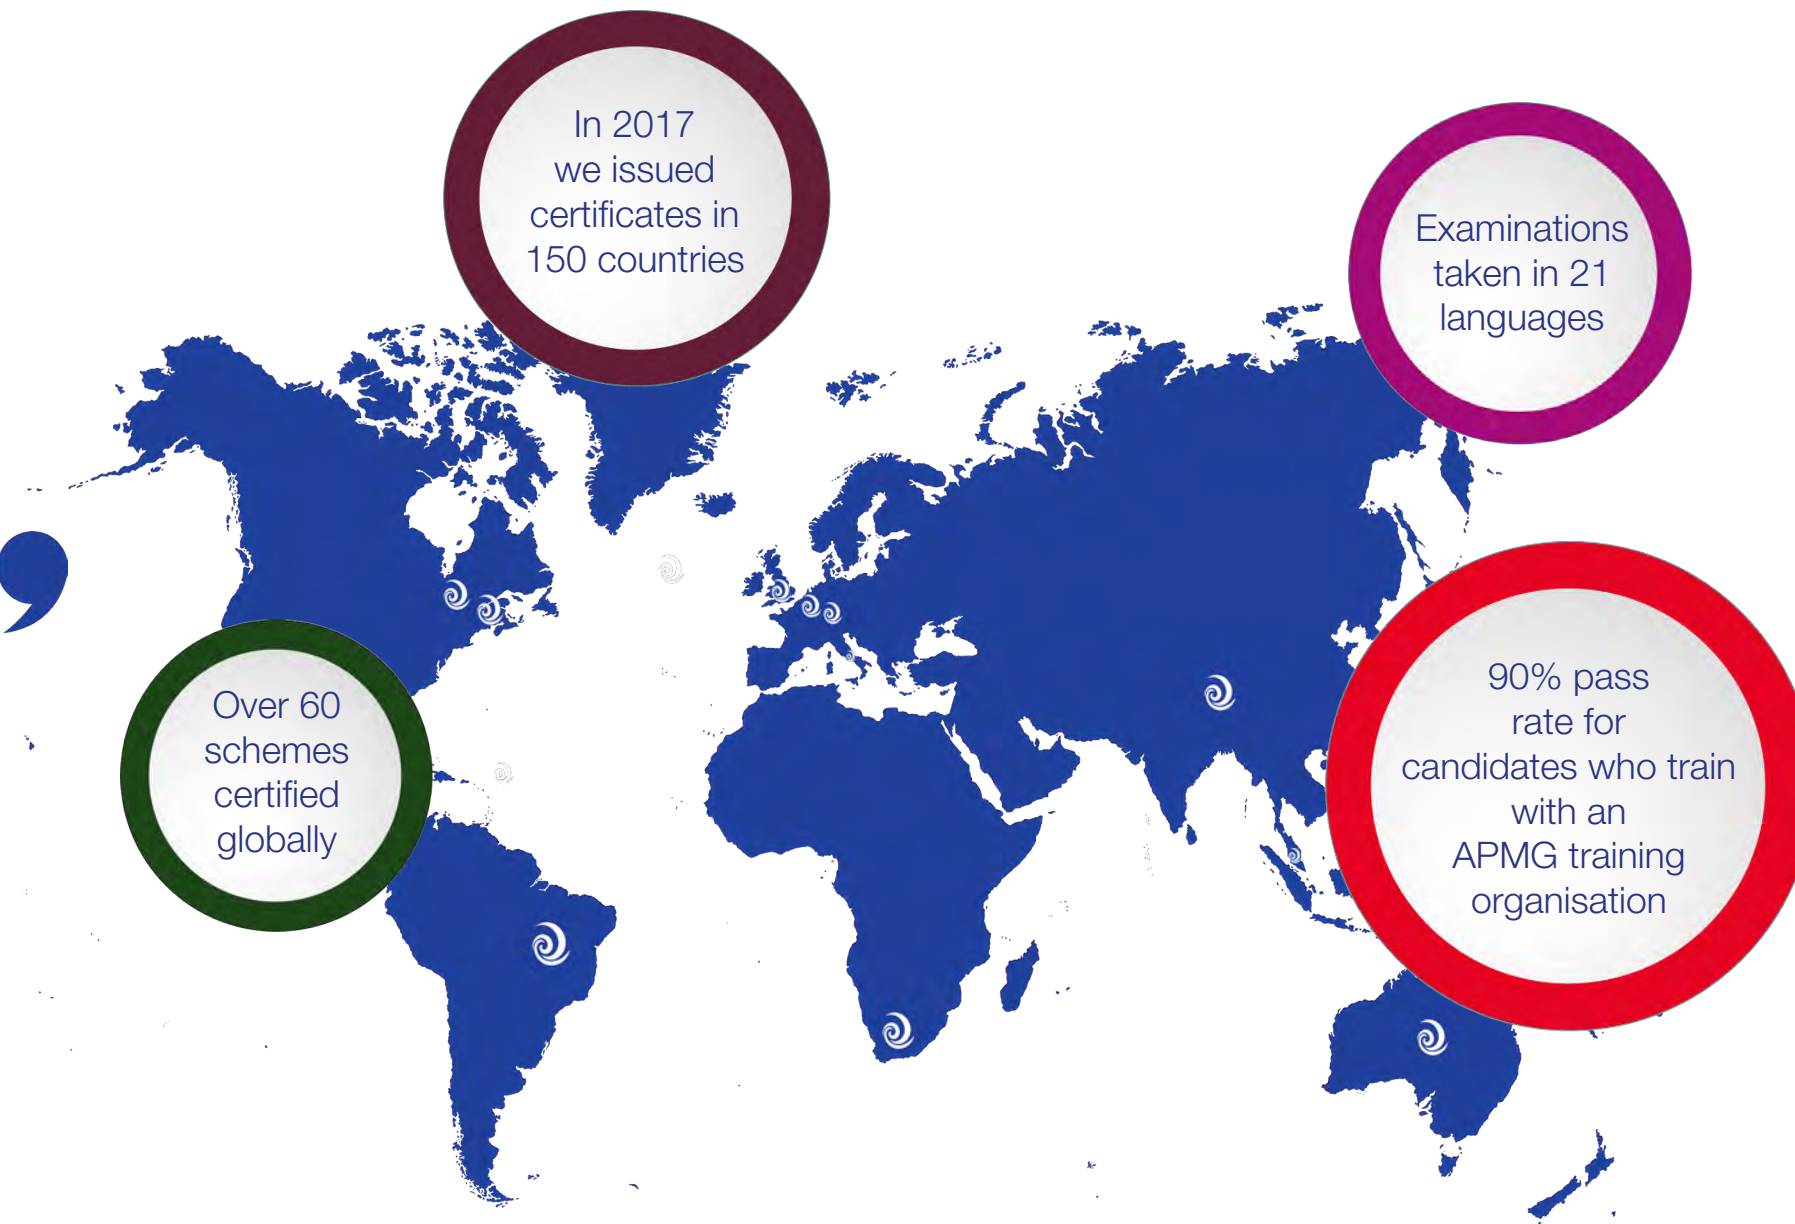 In 2017
we issued
certificates in
150 countries
Examinations
taken in 21
languages
Over 60
schemes
certified
globally
90% pass
rate for
candidates who train
with an
APMG training
organisation